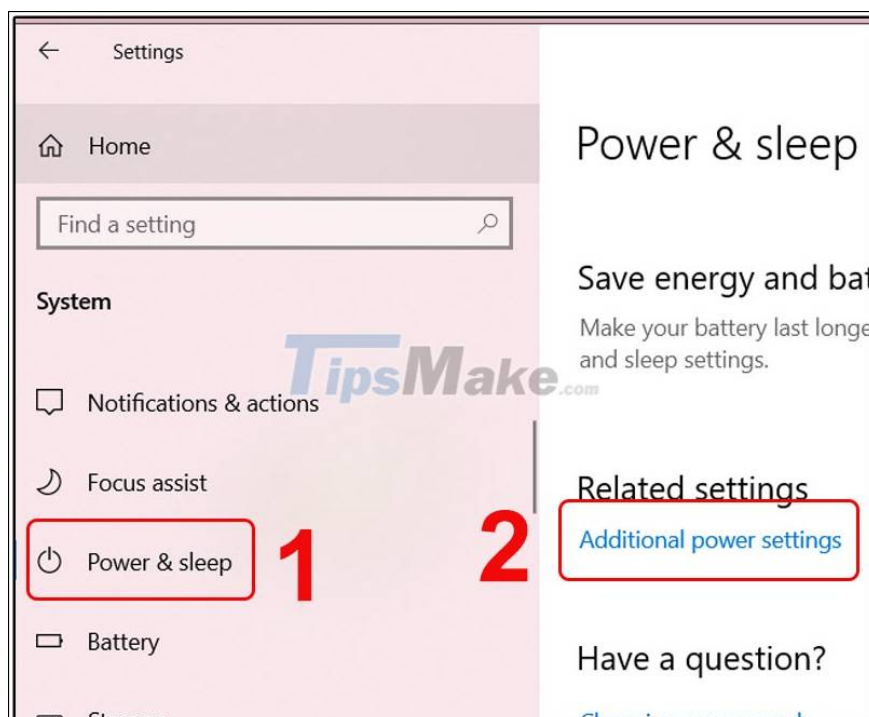 Settings
Home
Find a setting
System
Notifications & actions
Focus assist
Power & sleep
1
Battery
Power & sleep
Save energy and bat
Make your battery last longe
and sleep settings.
Related settings
2
Additional power settings
Have a question?
TipsMake.com